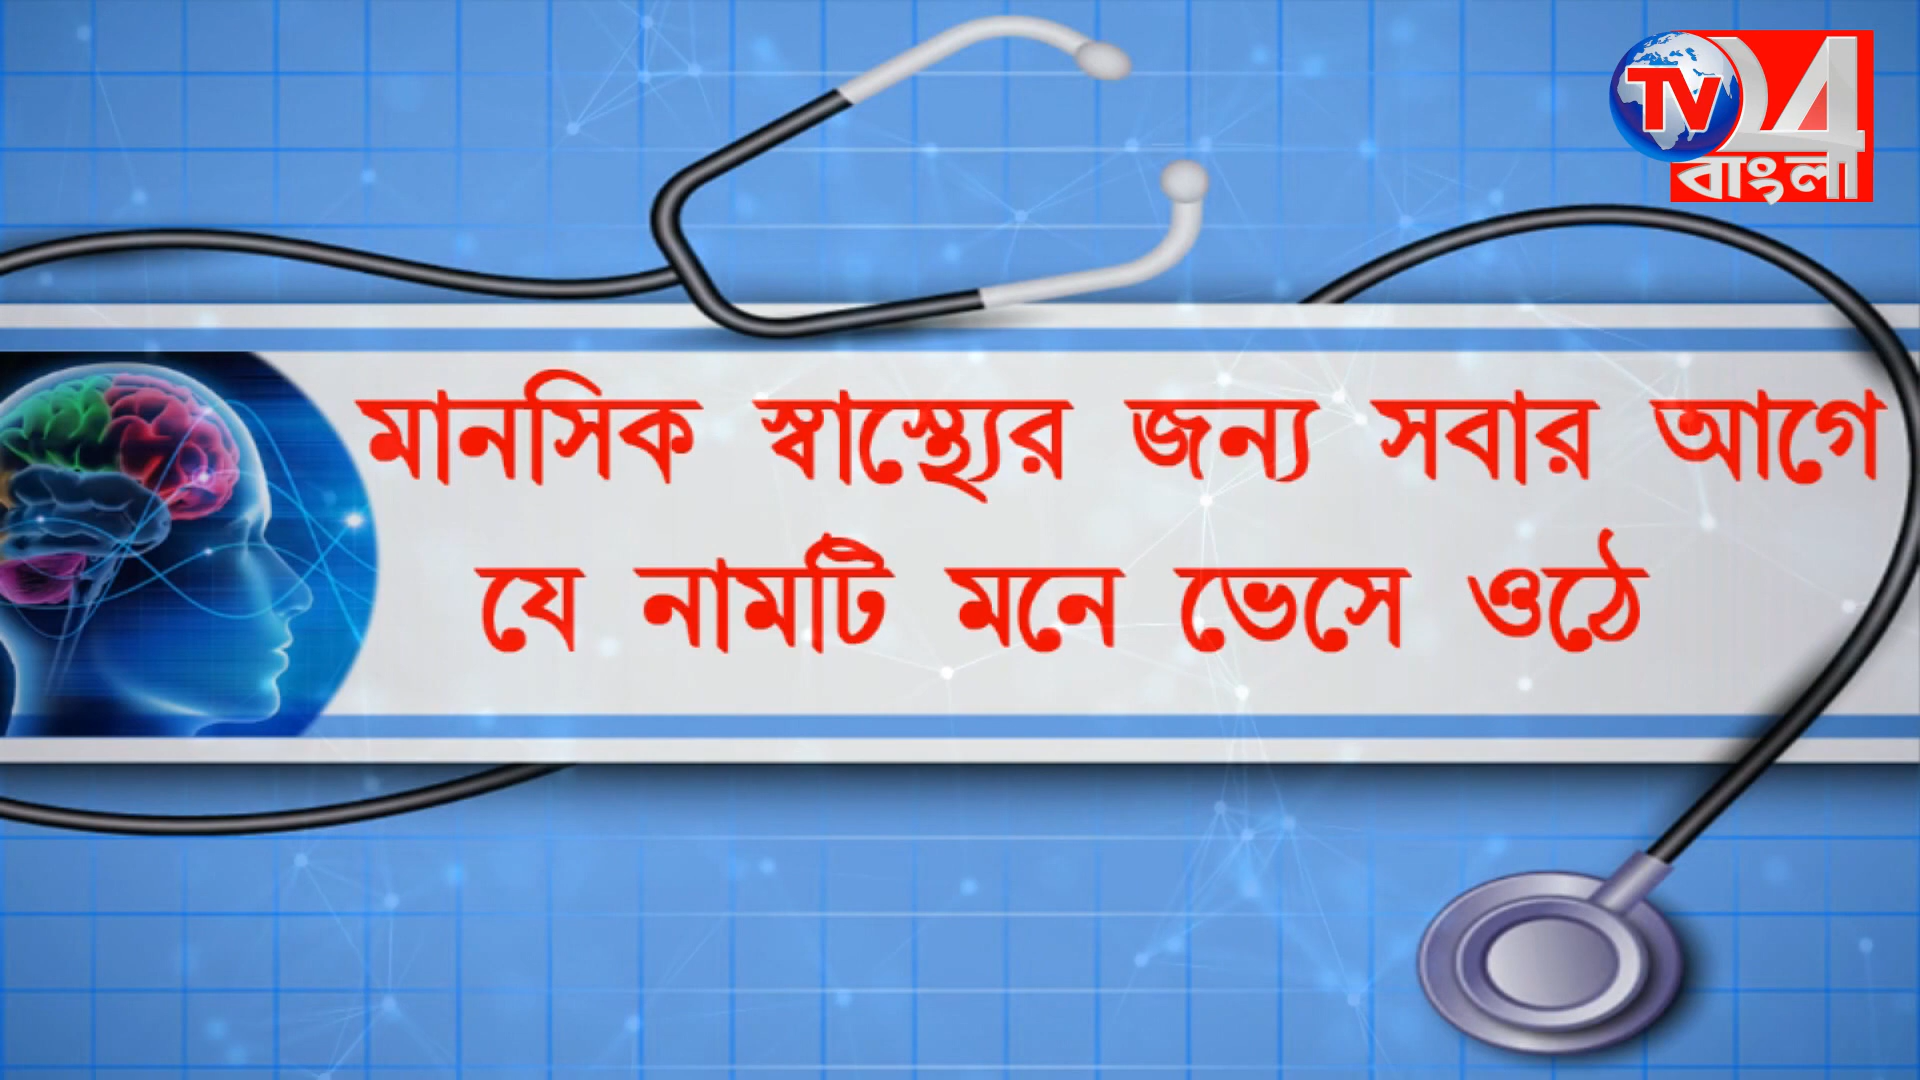 TV 24
বাংলা
মানসিক স্বাস্থ্যের জন্য সবার আগে
যে নামটি মনে ভেসে ওঠে